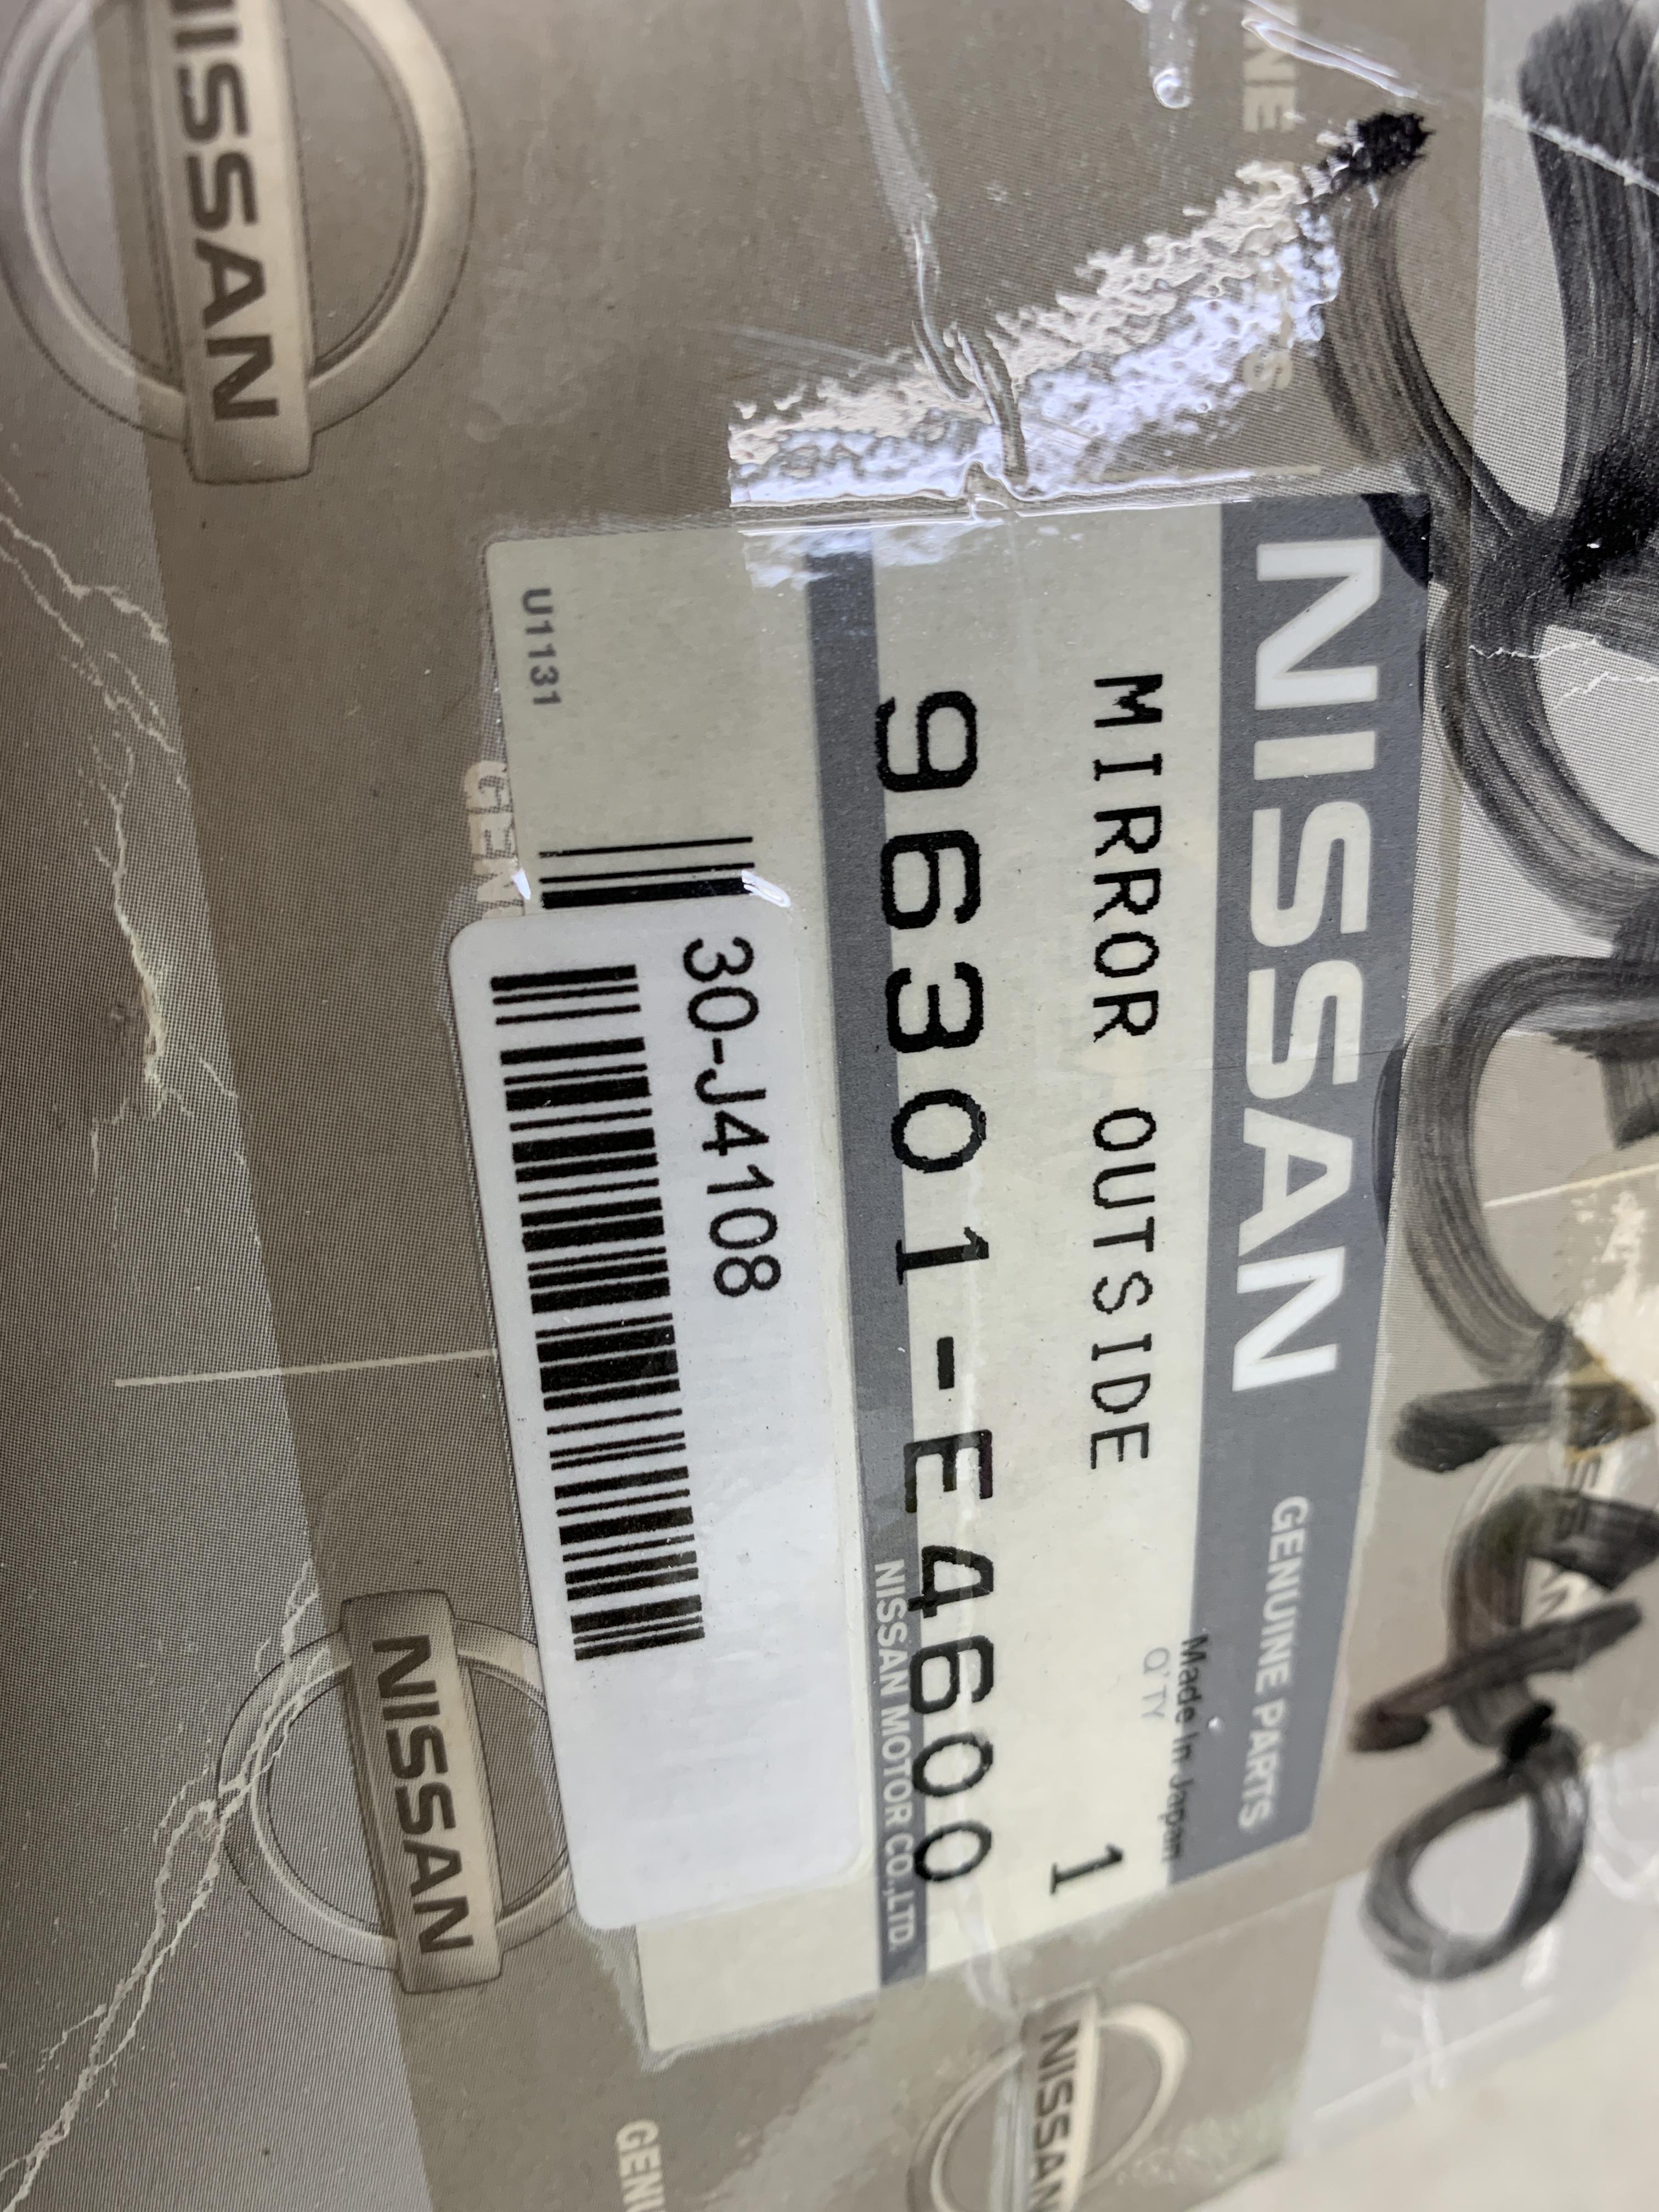 NISSAN
NISSAN GENUINE PARTS
Made in Japan
MIRROR OUTSIDE
Q'TY
1
96301-E4600
NISSAN MOTOR CO.,LTD.
30-J4108
U1131
NISSAN
NISSAN